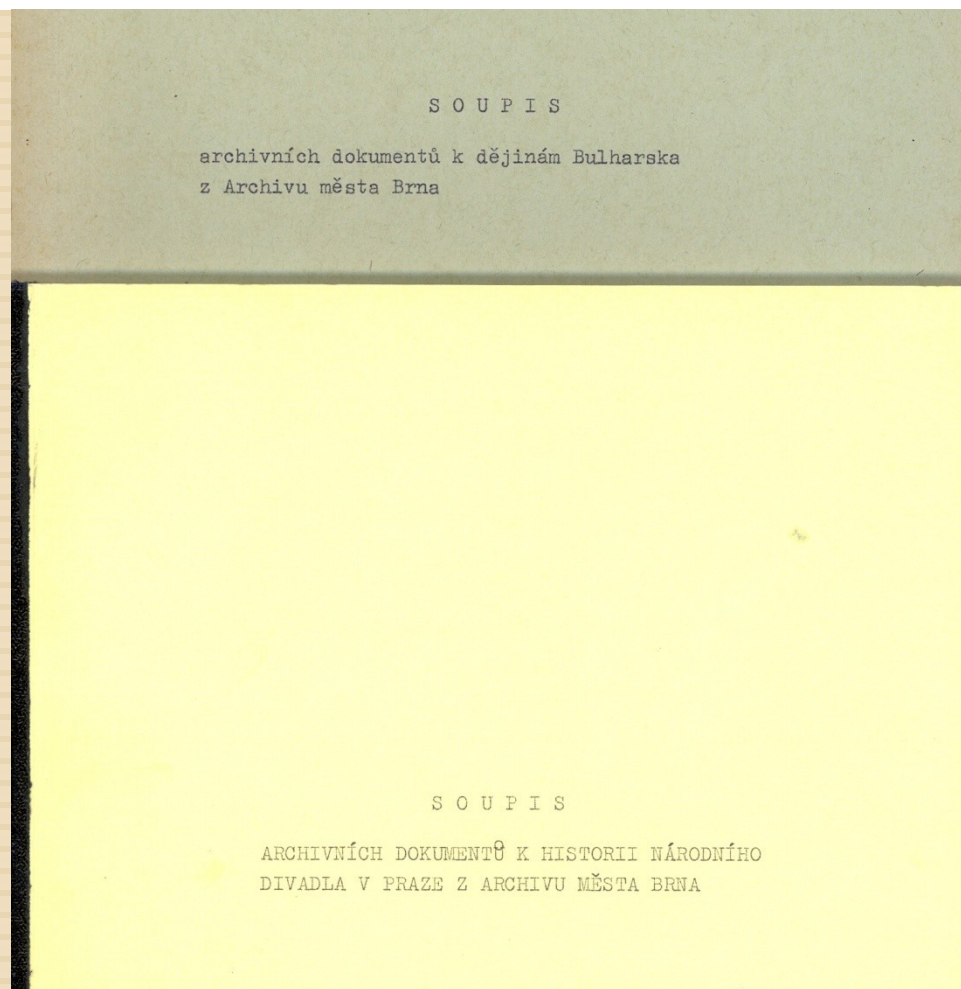 S O U P I S
archivních dokumentů k dějinám Bulharska
z Archivu města Brna
S O U P I S
ARCHIVNÍCH DOKUMENTŮ K HISTORII NÁRODNÍHO
DIVADLA V PRAZE Z ARCHIVU MĚSTA BRNA